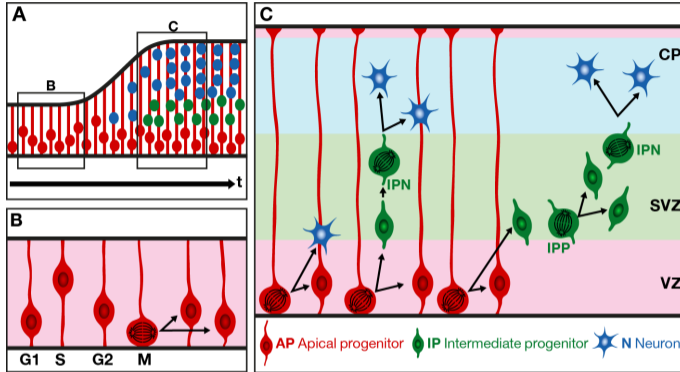 A
B
C
t
B
G1 S G2 M
C
CP
IPN
IPN
SVZ
IPP
VZ
AP Apical progenitor IP Intermediate progenitor N Neuron